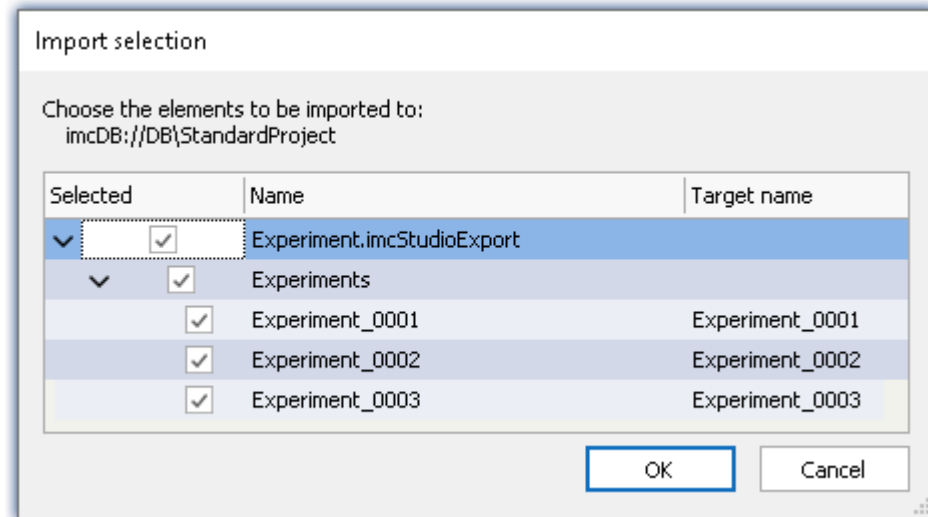 Import selection
Choose the elements to be imported to:
imcDB://DB\StandardProject
Selected Name Target name
Experiment.imcStudioExport
Experiments
Experiment_0001 Experiment_0001
Experiment_0002 Experiment_0002
Experiment_0003 Experiment_0003
OK Cancel